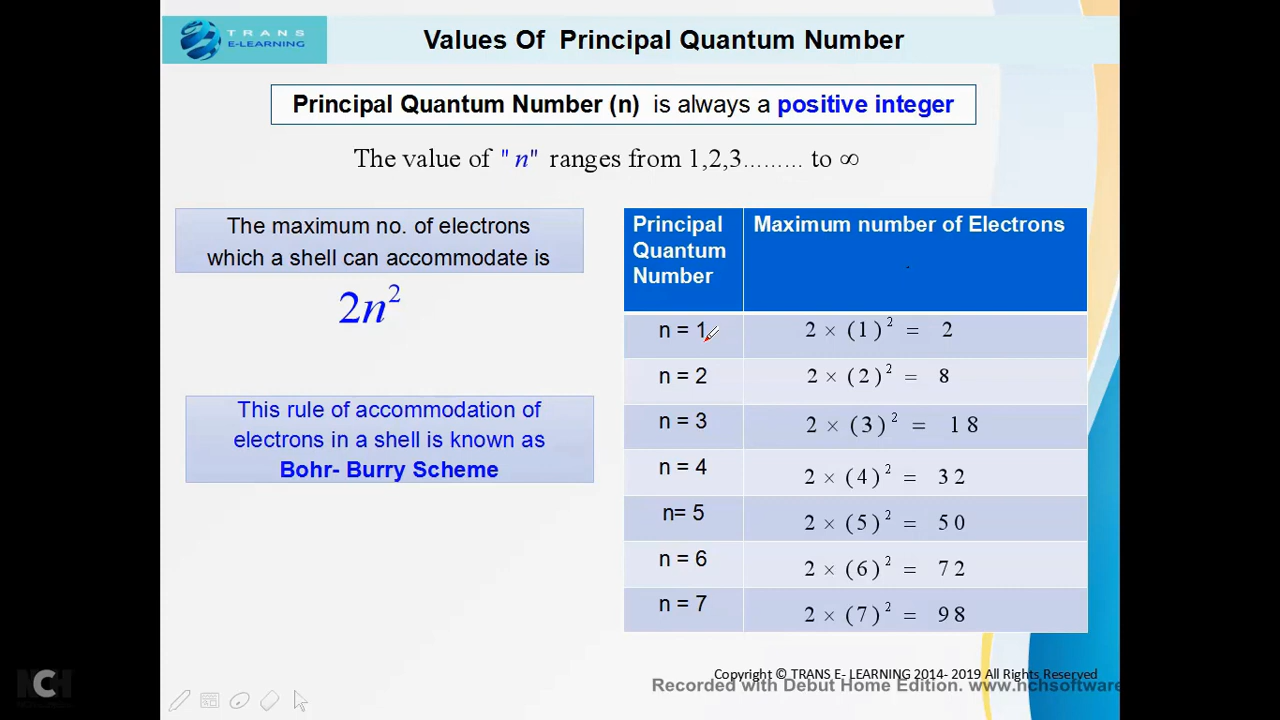 TRANS
E-LEARNING
Values Of Principal Quantum Number
Principal Quantum Number (n) is always a positive integer
The value of "n" ranges from 1,2,3......... to ∞
The maximum no. of electrons
which a shell can accommodate is
2n²
This rule of accommodation of
electrons in a shell is known as
Bohr- Burry Scheme
Principal Quantum Number | Maximum number of Electrons
n = 1 | 2 × (1)² = 2
n = 2 | 2 × (2)² = 8
n = 3 | 2 × (3)² = 18
n = 4 | 2 × (4)² = 32
n= 5 | 2 × (5)² = 50
n = 6 | 2 × (6)² = 72
n = 7 | 2 × (7)² = 98
Copyright © TRANS E- LEARNING 2014- 2019 All Rights Reserved
Recorded with Debut Home Edition. www.nchsoftware
NCH